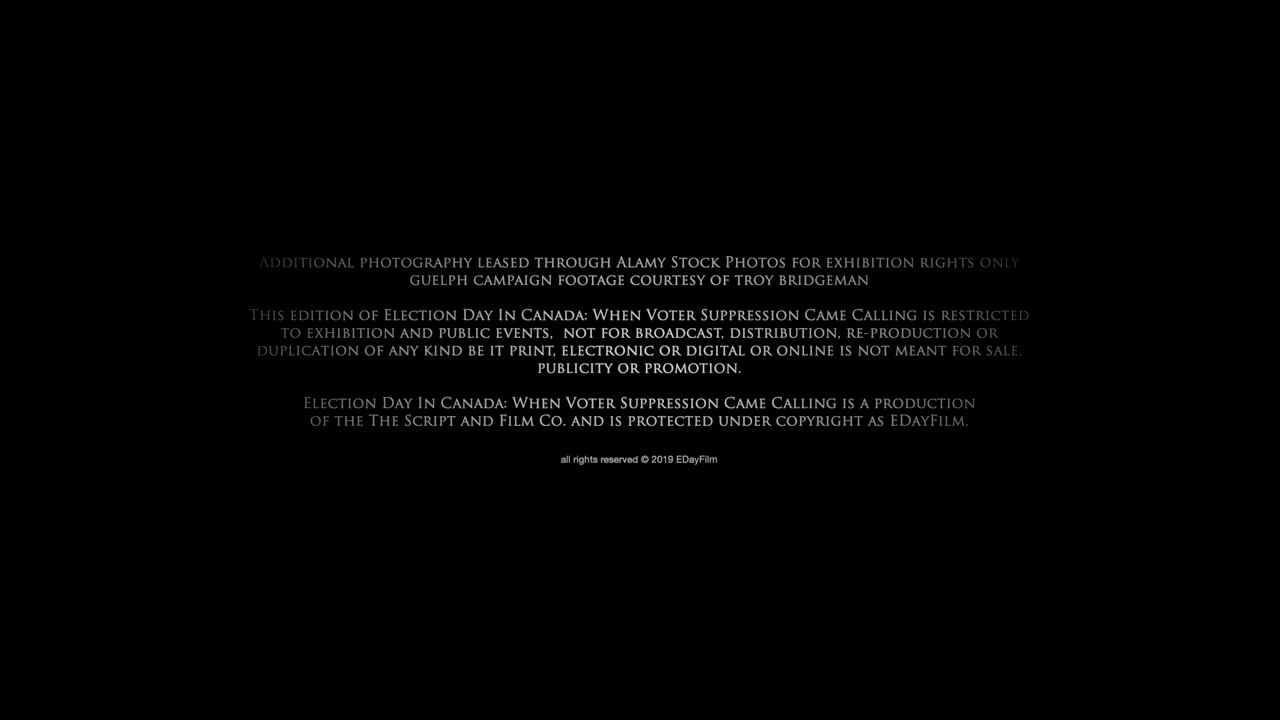 Additional photography leased through Alamy Stock Photos for exhibition rights only
guelph campaign footage courtesy of troy bridgeman
This edition of Election Day In Canada: When Voter Suppression Came Calling is restricted
to exhibition and public events, not for broadcast, distribution, re-production or
duplication of any kind be it print, electronic or digital or online is not meant for sale,
publicity or promotion.
Election Day In Canada: When Voter Suppression Came Calling is a production
of the The Script and Film Co. and is protected under copyright as EDayFilm.
all rights reserved © 2019 EDayFilm